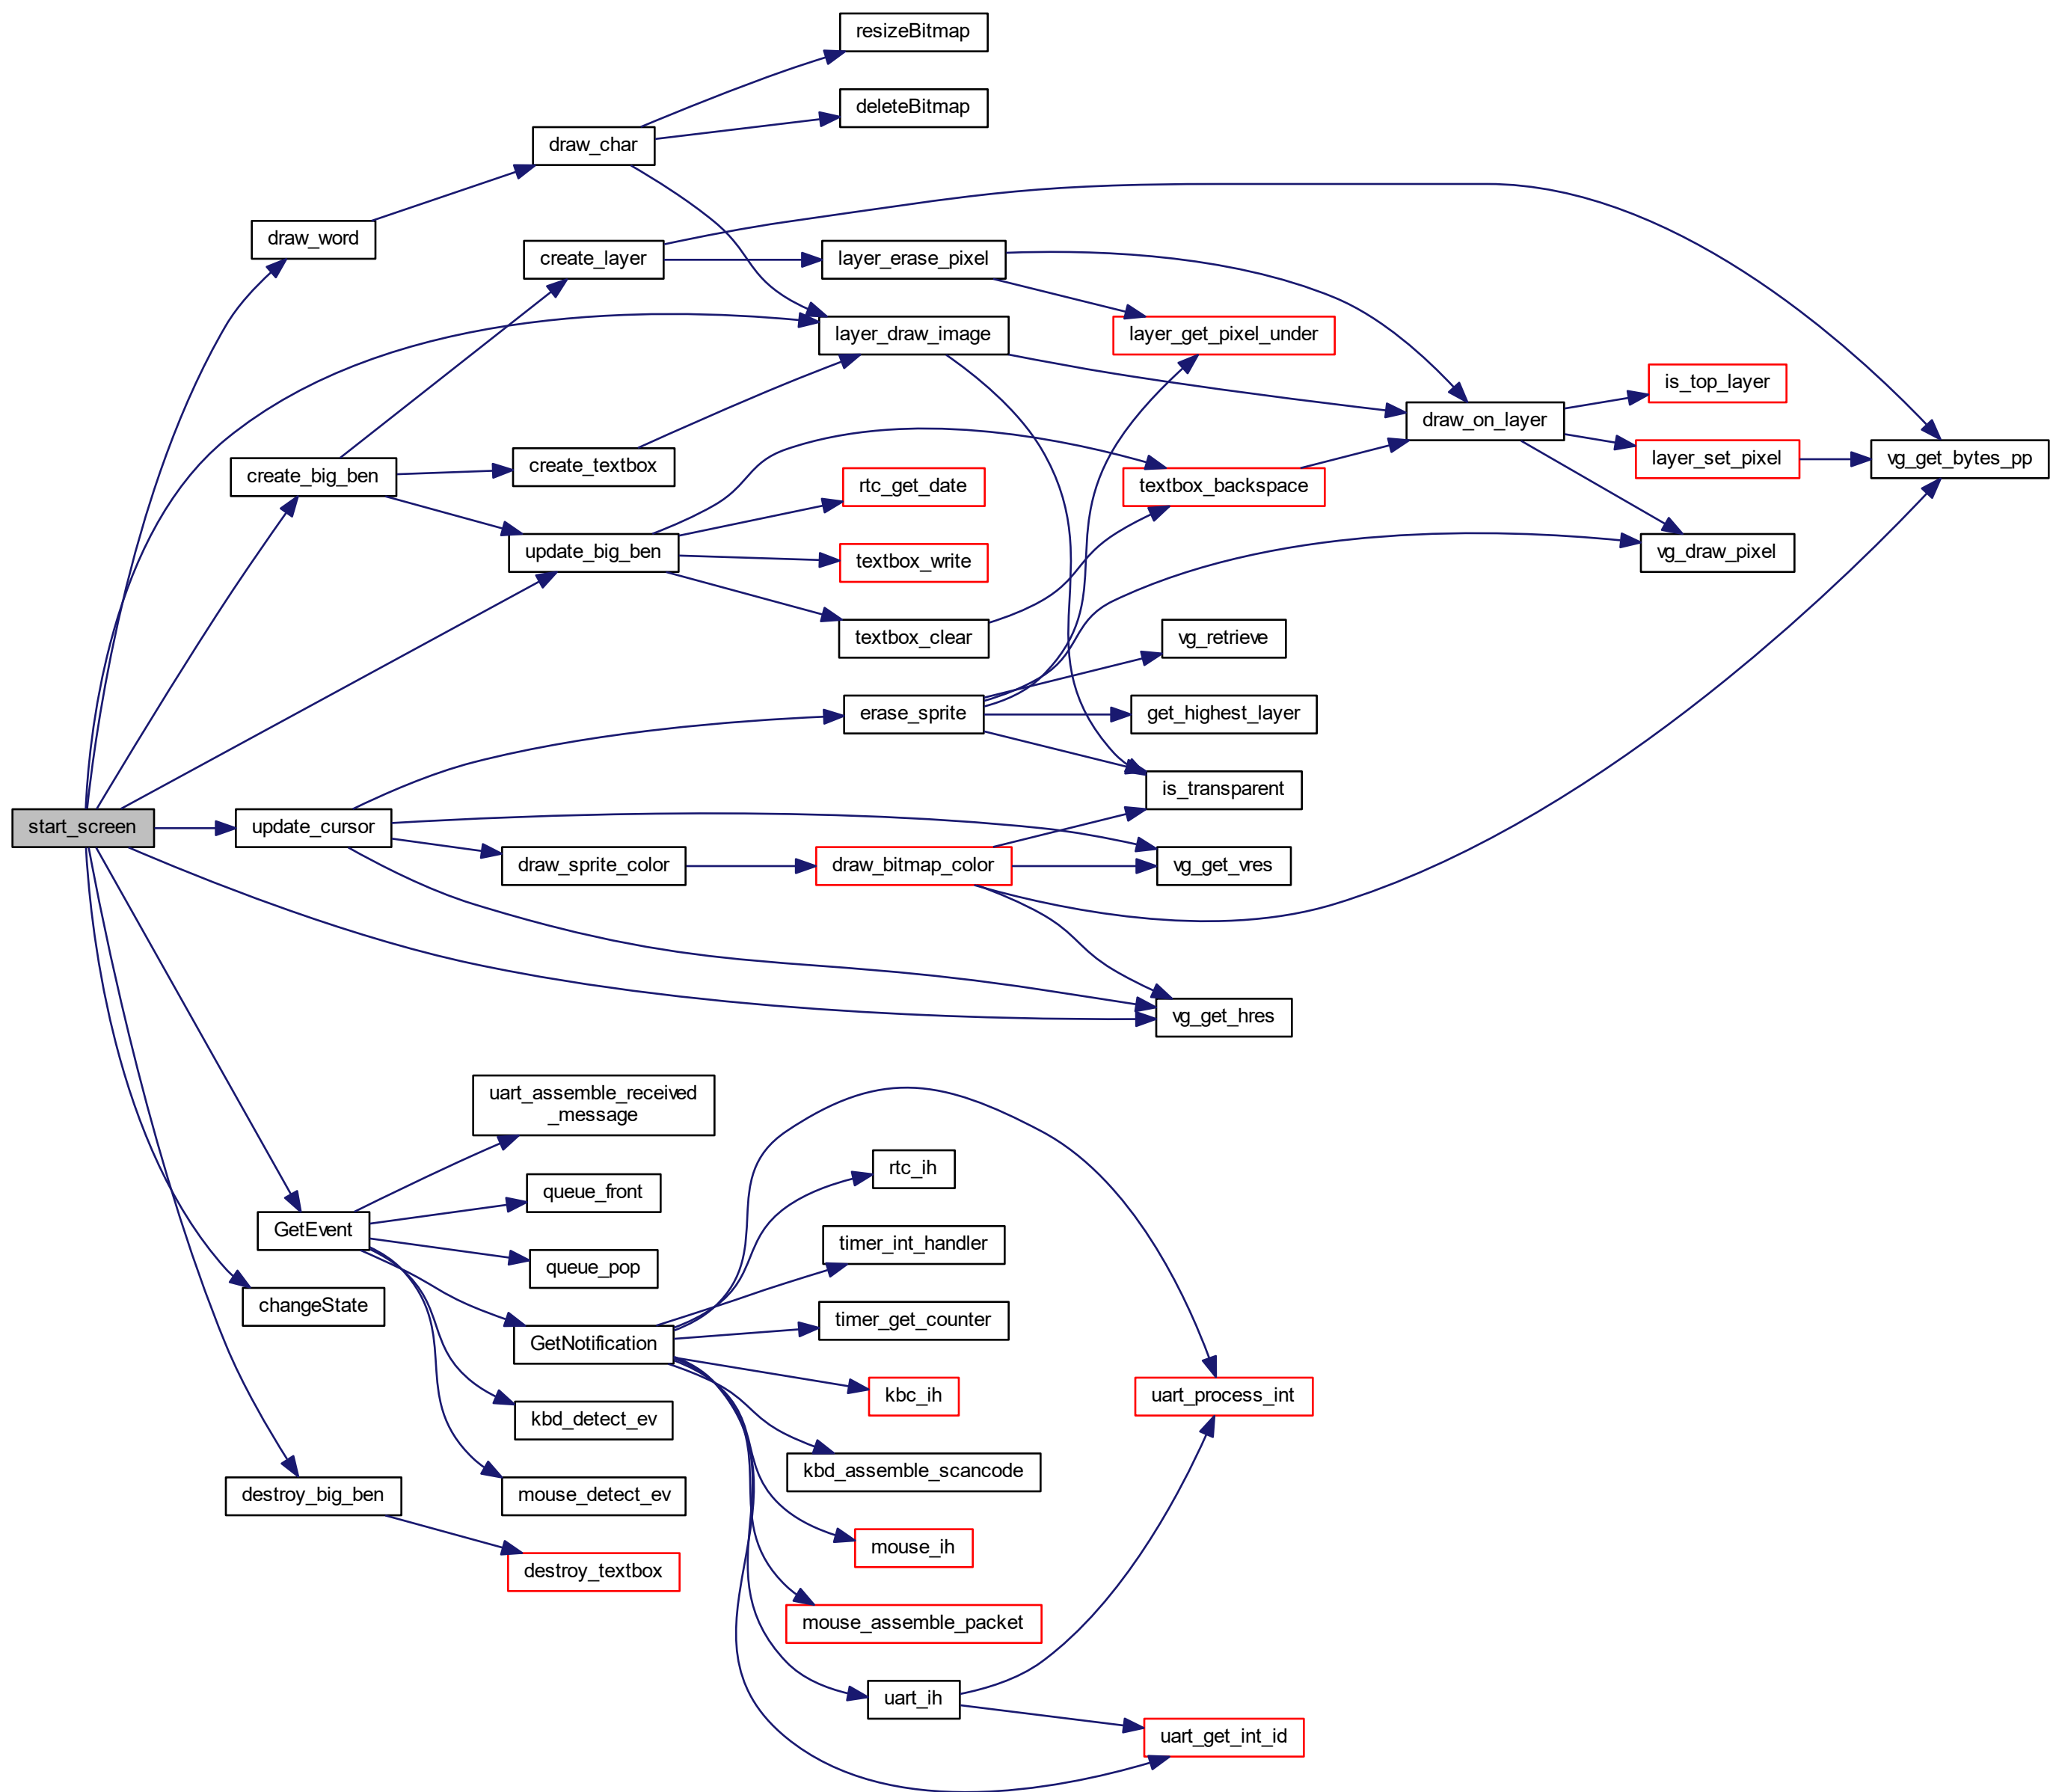 resizeBitmap
deleteBitmap
draw_char
draw_word
create_layer
layer_erase_pixel
layer_draw_image
layer_get_pixel_under
is_top_layer
draw_on_layer
layer_set_pixel
vg_get_bytes_pp
create_big_ben
create_textbox
rtc_get_date
textbox_backspace
update_big_ben
textbox_write
vg_draw_pixel
textbox_clear
vg_retrieve
erase_sprite
get_highest_layer
is_transparent
start_screen
update_cursor
draw_sprite_color
draw_bitmap_color
vg_get_vres
vg_get_hres
uart_assemble_received
_message
rtc_ih
queue_front
GetEvent
timer_int_handler
queue_pop
changeState
timer_get_counter
GetNotification
kbc_ih
uart_process_int
kbd_detect_ev
kbd_assemble_scancode
destroy_big_ben
mouse_detect_ev
mouse_ih
destroy_textbox
mouse_assemble_packet
uart_ih
uart_get_int_id